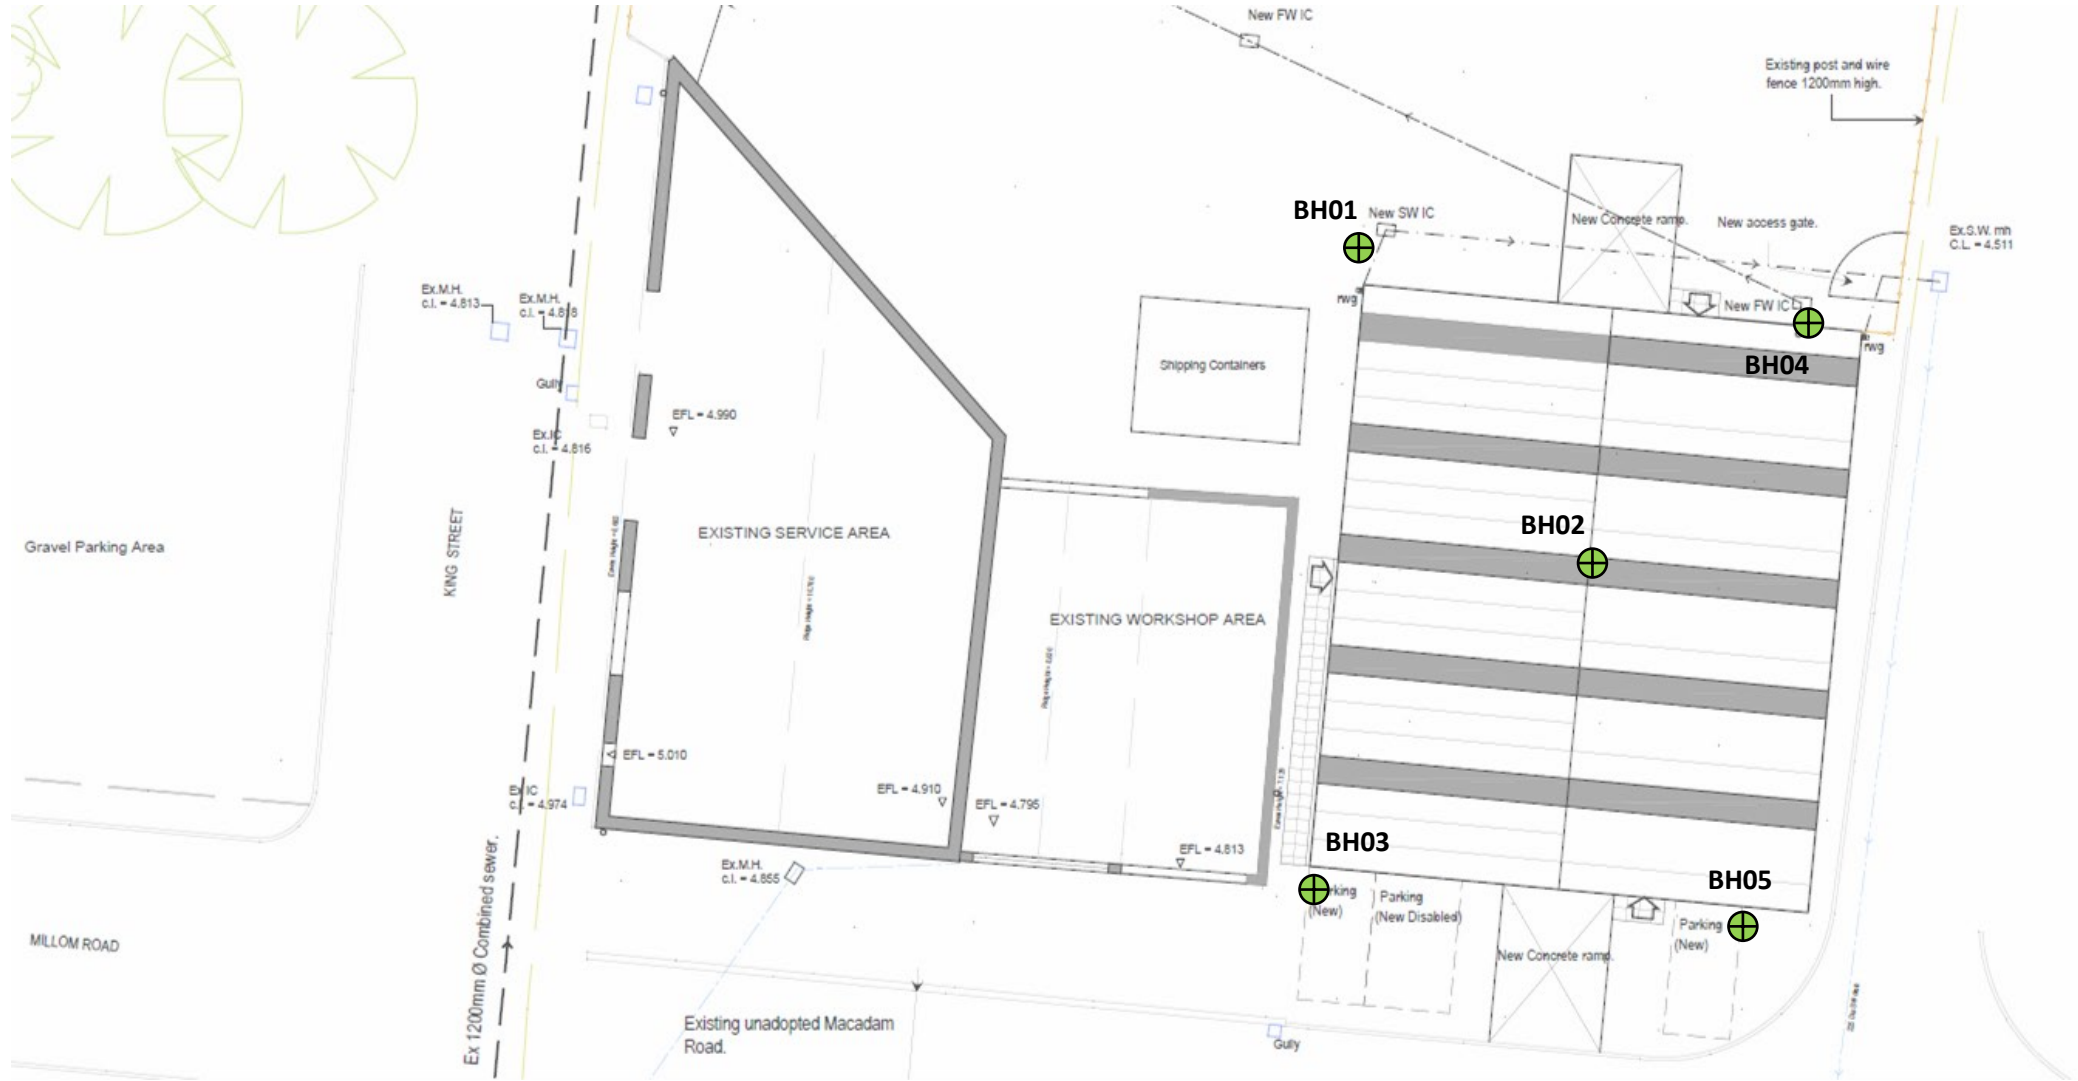 New FW IC
Existing post and wire
fence 1200mm high.
BH01
New SW IC
New Concrete ramp.
New access gate.
Ex.S.W. mh
C.L. = 4.511
Ex.M.H.
c.l. = 4.813
Ex.M.H.
c.l. = 4.818
rwg
New FW IC
rwg
BH04
Shipping Containers
Gully
EFL = 4.990
Ex.IC
c.l. = 4.816
KING STREET
Gravel Parking Area
EXISTING SERVICE AREA
BH02
EXISTING WORKSHOP AREA
EFL = 5.010
Ex IC
c.l. = 4.974
EFL = 4.910
EFL = 4.795
EFL = 4.813
BH03
Ex.M.H.
c.l. = 4.855
BH05
Parking
(New Disabled)
(New)
Parking
(New)
MILLOM ROAD
Ex 1200mm Ø Combined sewer.
New Concrete ramp.
Existing unadopted Macadam
Road.
Gully